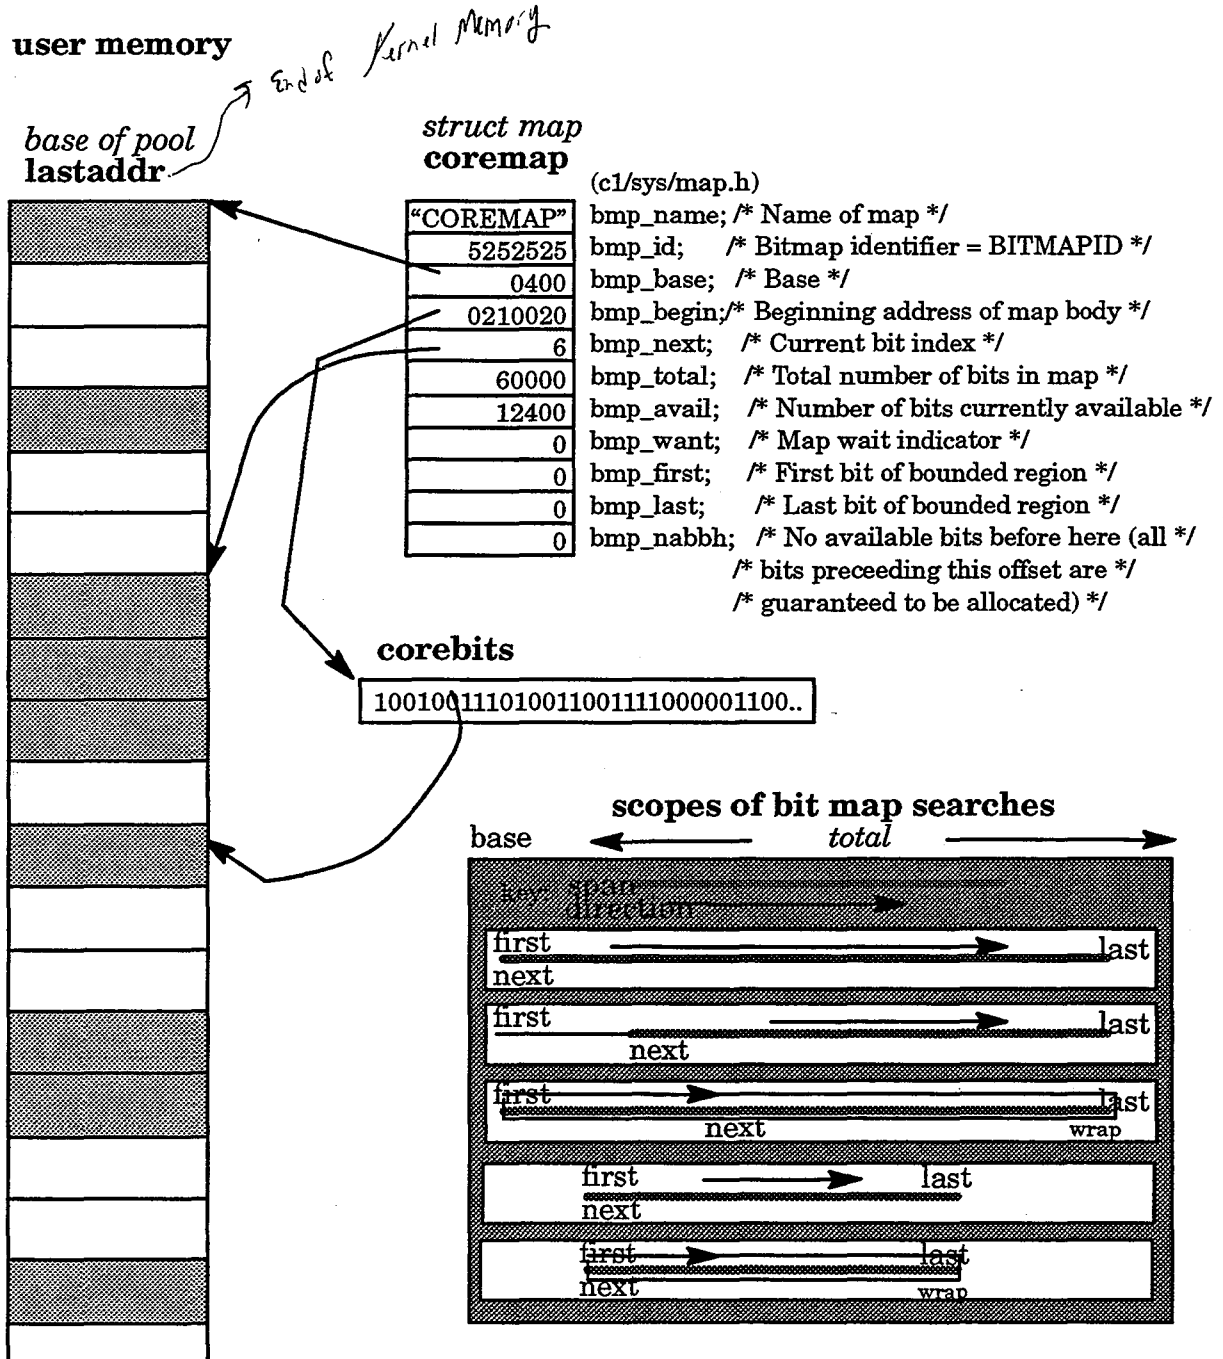 user memory
End of Kernel Memory
base of pool
lastaddr
struct map
coremap
(c1/sys/map.h)
"COREMAP" bmp_name; /* Name of map */
5252525 bmp_id; /* Bitmap identifier = BITMAPID */
0400 bmp_base; /* Base */
0210020 bmp_begin;/* Beginning address of map body */
6 bmp_next; /* Current bit index */
60000 bmp_total; /* Total number of bits in map */
12400 bmp_avail; /* Number of bits currently available */
0 bmp_want; /* Map wait indicator */
0 bmp_first; /* First bit of bounded region */
0 bmp_last; /* Last bit of bounded region */
0 bmp_nabbh; /* No available bits before here (all */
/* bits preceeding this offset are */
/* guaranteed to be allocated) */
corebits
100100111010011001111000001100..
scopes of bit map searches
base total
key: span
direction
first last
next
first last
next
first last
next wrap
first last
next
first last
next wrap